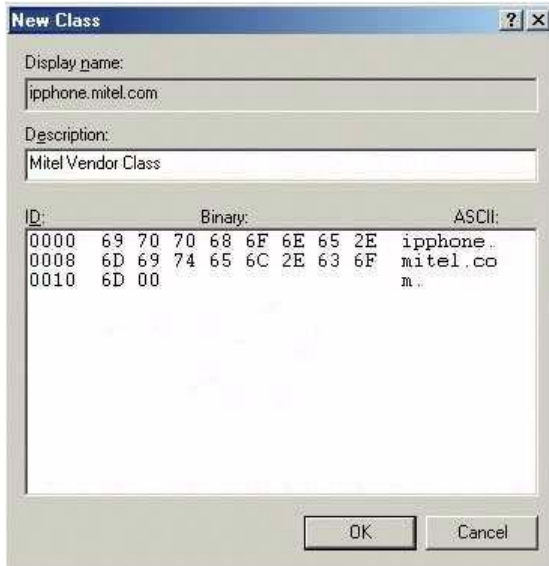 New Class
Display name:
ipphone.mitel.com
Description:
Mitel Vendor Class
ID: Binary: ASCII:
0000 69 70 70 68 6F 6E 65 2E ipphone.
0008 6D 69 74 65 6C 2E 63 6F mitel.co
0010 6D 00 m.
OK Cancel